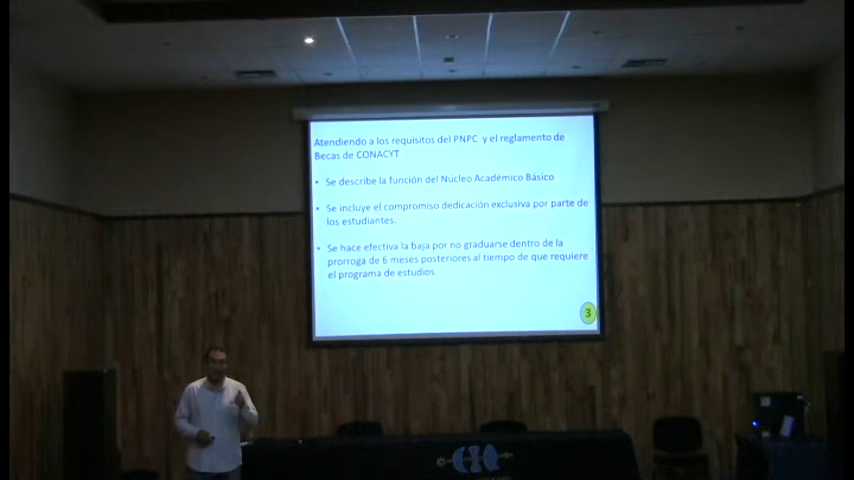 Atendiendo a los requisitos del PNPC y el reglamento de
Becas de CONACYT
• Se describe la función del Núcleo Académico Básico
• Se incluye el compromiso dedicación exclusiva por parte de
los estudiantes.
• Se hace efectiva la baja por no graduarse dentro de la
prorroga de 6 meses posteriores al tiempo de que requiere
el programa de estudios.
3
CIQ